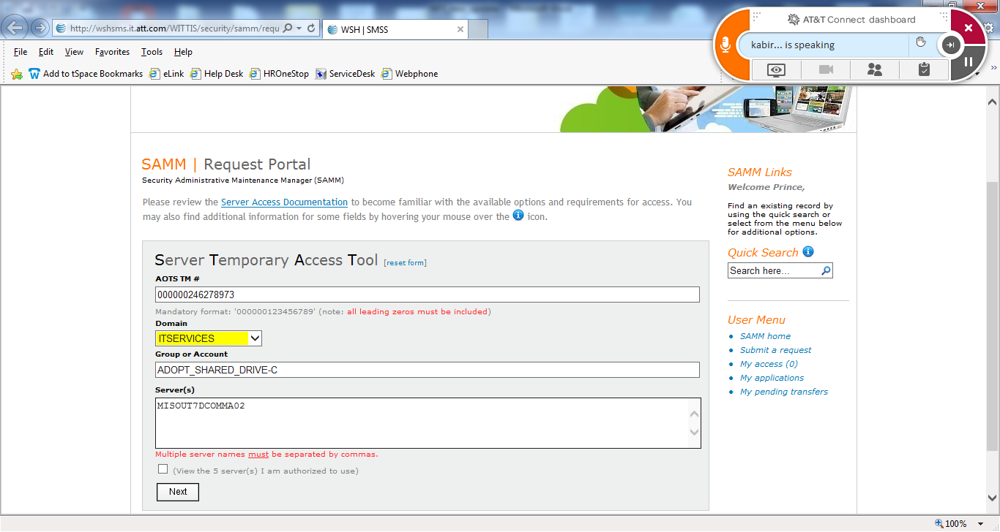 http://wshsms.it.att.com/WITTIS/security/samm/requ
WSH | SMSS
File Edit View Favorites Tools Help
Add to tSpace Bookmarks eLink Help Desk HROneStop ServiceDesk Webphone
AT&T Connect dashboard
kabir... is speaking
SAMM | Request Portal
Security Administrative Maintenance Manager (SAMM)
Please review the Server Access Documentation to become familiar with the available options and requirements for access. You
may also find additional information for some fields by hovering your mouse over the icon.
Server Temporary Access Tool [reset form]
AOTS TM #
000000246278973
Mandatory format: '000000123456789' (note: all leading zeros must be included)
Domain
ITSERVICES
Group or Account
ADOPT_SHARED_DRIVE-C
Server(s)
MISOUT7DCOMMA02
Multiple server names must be separated by commas.
(View the 5 server(s) I am authorized to use)
Next
SAMM Links
Welcome Prince,
Find an existing record by
using the quick search or
select from the menu below
for additional options.
Quick Search
Search here...
User Menu
SAMM home
Submit a request
My access (0)
My applications
My pending transfers
100%